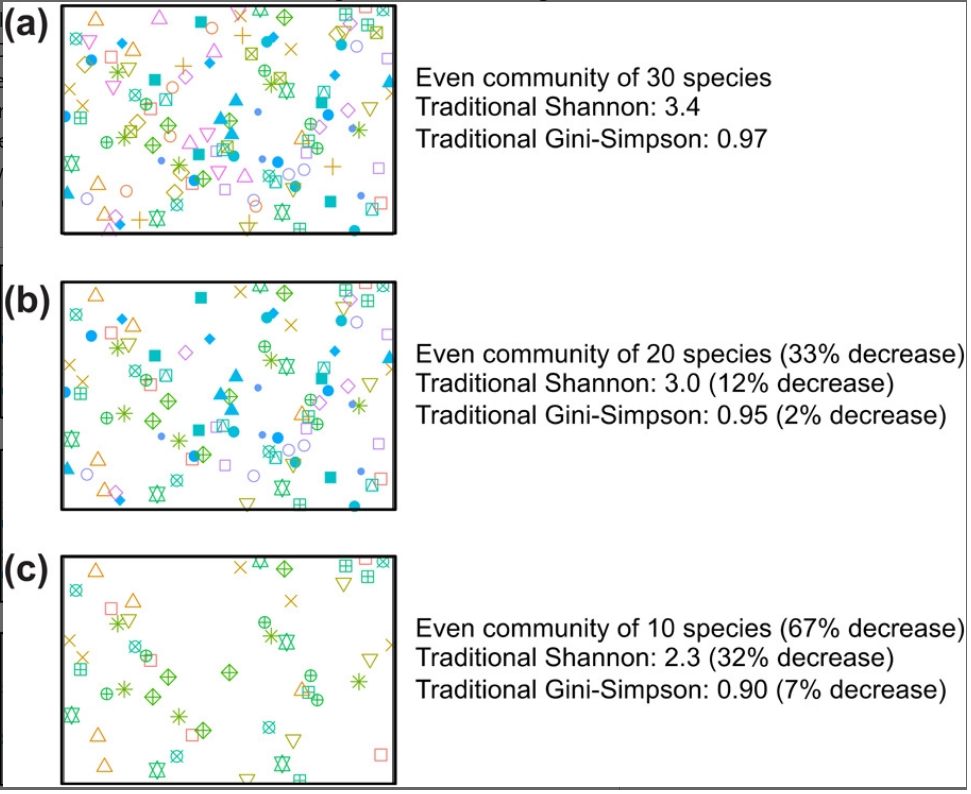 (a)
Even community of 30 species
Traditional Shannon: 3.4
Traditional Gini-Simpson: 0.97
(b)
Even community of 20 species (33% decrease)
Traditional Shannon: 3.0 (12% decrease)
Traditional Gini-Simpson: 0.95 (2% decrease)
(c)
Even community of 10 species (67% decrease)
Traditional Shannon: 2.3 (32% decrease)
Traditional Gini-Simpson: 0.90 (7% decrease)